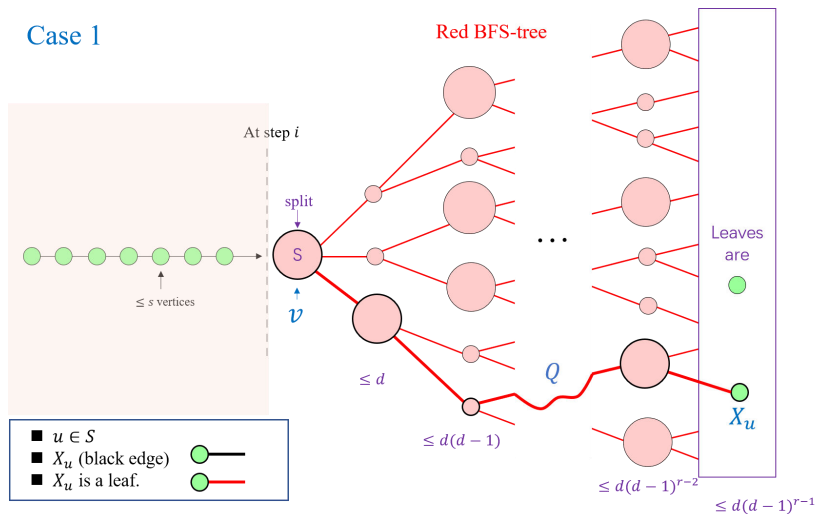 Case 1
Red BFS-tree
At step i
split
S
≤ s vertices
v
≤ d
≤ d(d−1)
...
Q
≤ d(d−1)^{r−2}
Leaves
are
X_u
≤ d(d−1)^{r−1}
■ u ∈ S
■ X_u (black edge)
■ X_u is a leaf.